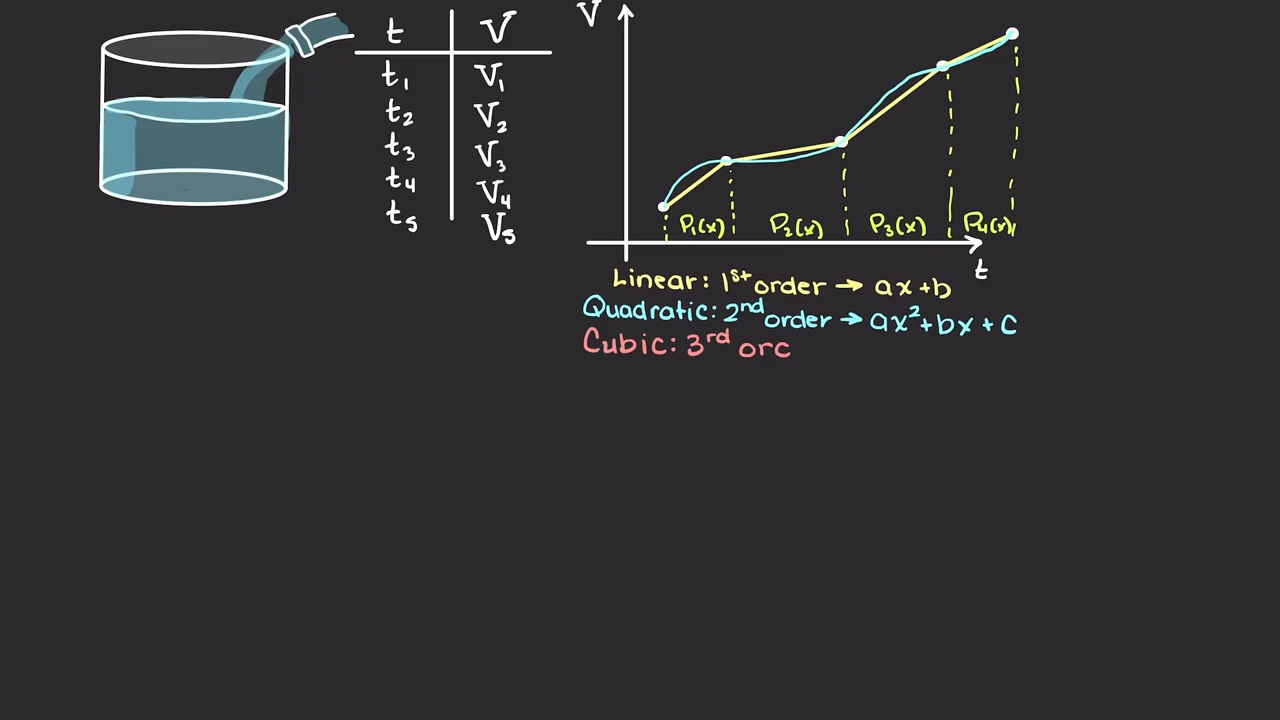 t V
t₁ V₁
t₂ V₂
t₃ V₃
t₄ V₄
t₅ V₅
V
P₁(x) P₂(x) P₃(x) P₄(x)
t
Linear: 1ˢᵗ order → ax+b
Quadratic: 2ⁿᵈ order → ax²+bx+c
Cubic: 3ʳᵈ orc